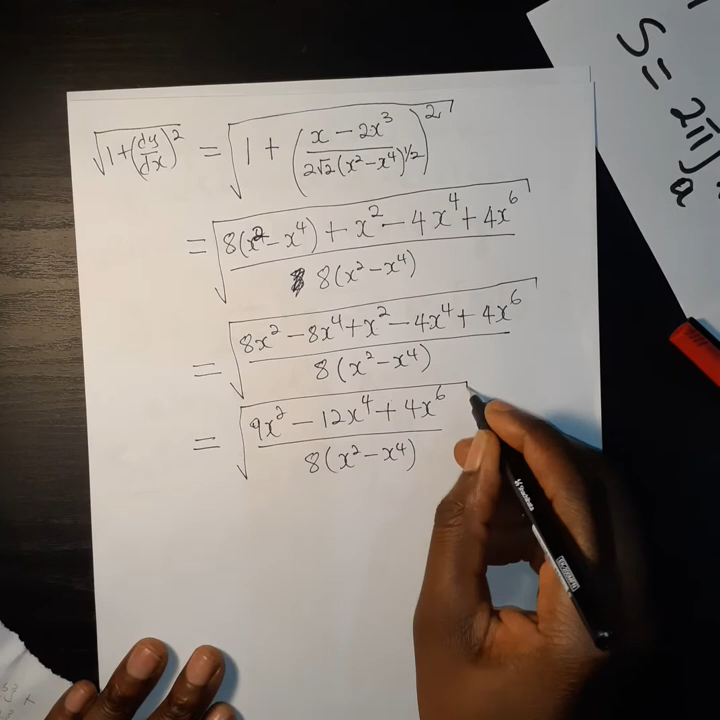 √(1+(dy/dx)²) = √(1 + ((x − 2x³)/(2√2(x²−x⁴)^1/2))²)
= √((8(x²−x⁴) + x² − 4x⁴ + 4x⁶)/(8(x²−x⁴)))
= √((8x² − 8x⁴ + x² − 4x⁴ + 4x⁶)/(8(x²−x⁴)))
= √((9x² − 12x⁴ + 4x⁶)/(8(x²−x⁴)))
S = 2π∫
a